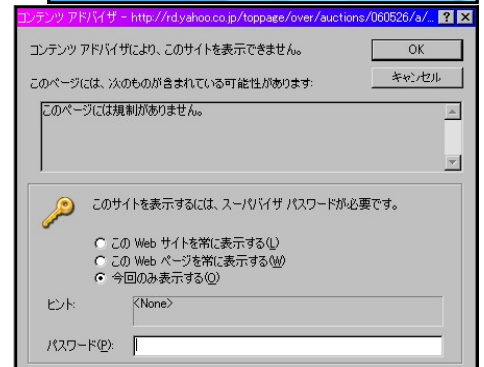 コンテンツ アドバイザ - http://rd.yahoo.co.jp/toppage/over/auctions/060526/a/...
コンテンツ アドバイザにより、このサイトを表示できません。
OK
キャンセル
このページには、次のものが含まれている可能性があります:
このページには規制がありません。
このサイトを表示するには、スーパバイザ パスワードが必要です。
この Web サイトを常に表示する(L)
この Web ページを常に表示する(W)
今回のみ表示する(O)
ヒント:
<None>
パスワード(P):